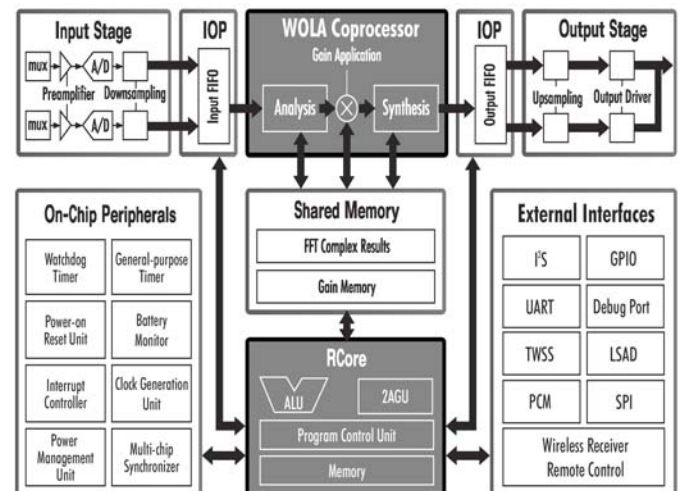 Input Stage
mux
A/D
Preamplifier
Downsampling
mux
A/D
IOP
Input FIFO
WOLA Coprocessor
Gain Application
Analysis
Synthesis
IOP
Output FIFO
Output Stage
Upsampling
Output Driver
On-Chip Peripherals
Watchdog
Timer
General-purpose
Timer
Power-on
Reset Unit
Battery
Monitor
Interrupt
Controller
Clock Generation
Unit
Power
Management
Unit
Multi-chip
Synchronizer
Shared Memory
FFT Complex Results
Gain Memory
RCore
ALU
2AGU
Program Control Unit
Memory
External Interfaces
I²S
GPIO
UART
Debug Port
TWSS
LSAD
PCM
SPI
Wireless Receiver
Remote Control